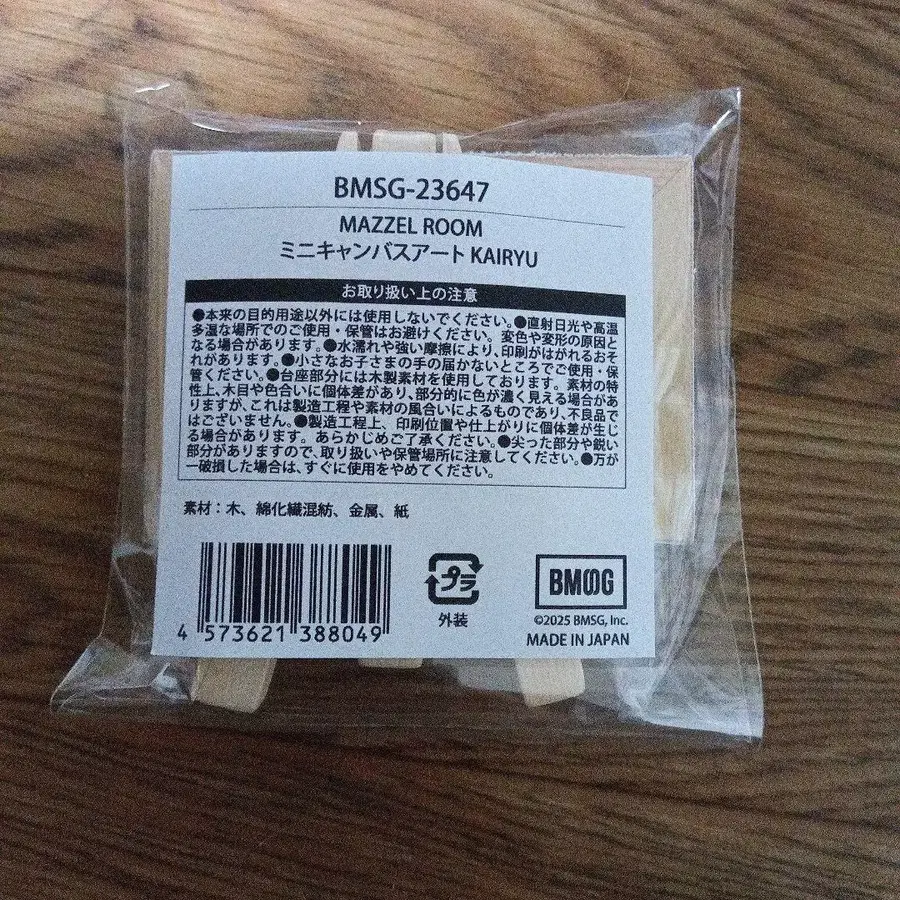 BMSG-23647
MAZZEL ROOM
ミニキャンバスアート KAIRYU
お取り扱い上の注意
●本来の目的用途以外には使用しないでください。●直射日光や高温
多湿な場所でのご使用・保管はお避けください。変色や変形の原因と
なる場合があります。●水濡れや強い摩擦により、印刷がはがれるおそ
れがあります。●小さなお子さまの手の届かないところでご使用・保
管ください。●台座部分には木製素材を使用しております。素材の特
性上、木目や色合いに個体差があり、部分的に色が濃く見える場合があ
りますが、これは製造工程や素材の風合いによるものであり、不良品で
はございません。●製造工程上、印刷位置や仕上がりに個体差が生じ
る場合があります。あらかじめご了承ください。●尖った部分や鋭い
部分がありますので、取り扱いや保管場所に注意してください。●万が
一破損した場合は、すぐに使用をやめてください。
素材：木、綿化繊混紡、金属、紙
4 573621 388049
プラ
外装
BMSG
©2025 BMSG, Inc.
MADE IN JAPAN